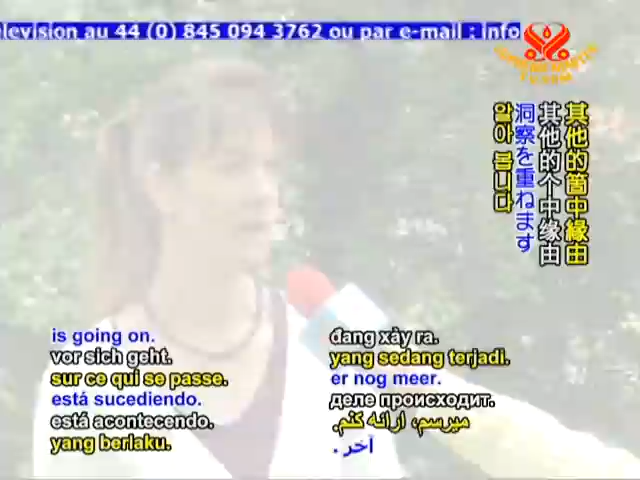 levision au 44 (0) 845 094 3762 ou par e-mail : info
其他的箇中緣由
其他的个中缘由
洞察を重ねます
알아 봅니다
is going on.
vor sich geht.
sur ce qui se passe.
está sucediendo.
está acontecendo.
yang berlaku.
đang xảy ra.
yang sedang terjadi.
er nog meer.
деле происходит.
میرسم، ارائه کنم.
آخر .